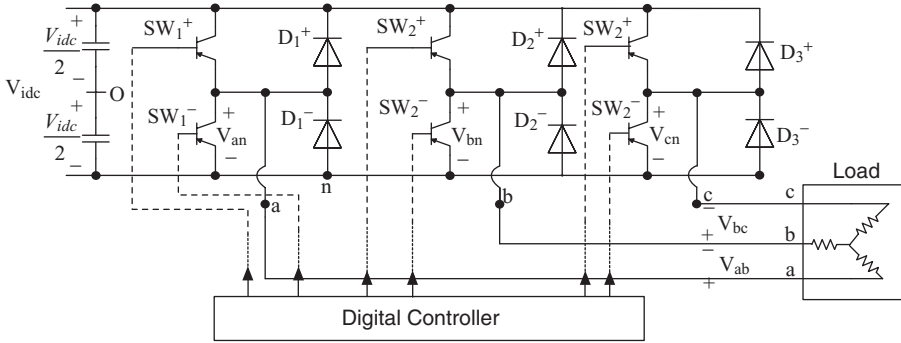 +
V_idc
2
−
V_idc
O
+
V_idc
2
−
SW₁⁺
D₁⁺
SW₂⁺
D₂⁺
SW₂⁺
D₃⁺
SW₁⁻
+
V_an
−
D₁⁻
SW₂⁻
+
V_bn
−
D₂⁻
SW₂⁻
+
V_cn
−
D₃⁻
n
a
b
c
−
V_bc
+
−
V_ab
+
c
b
a
Load
Digital Controller